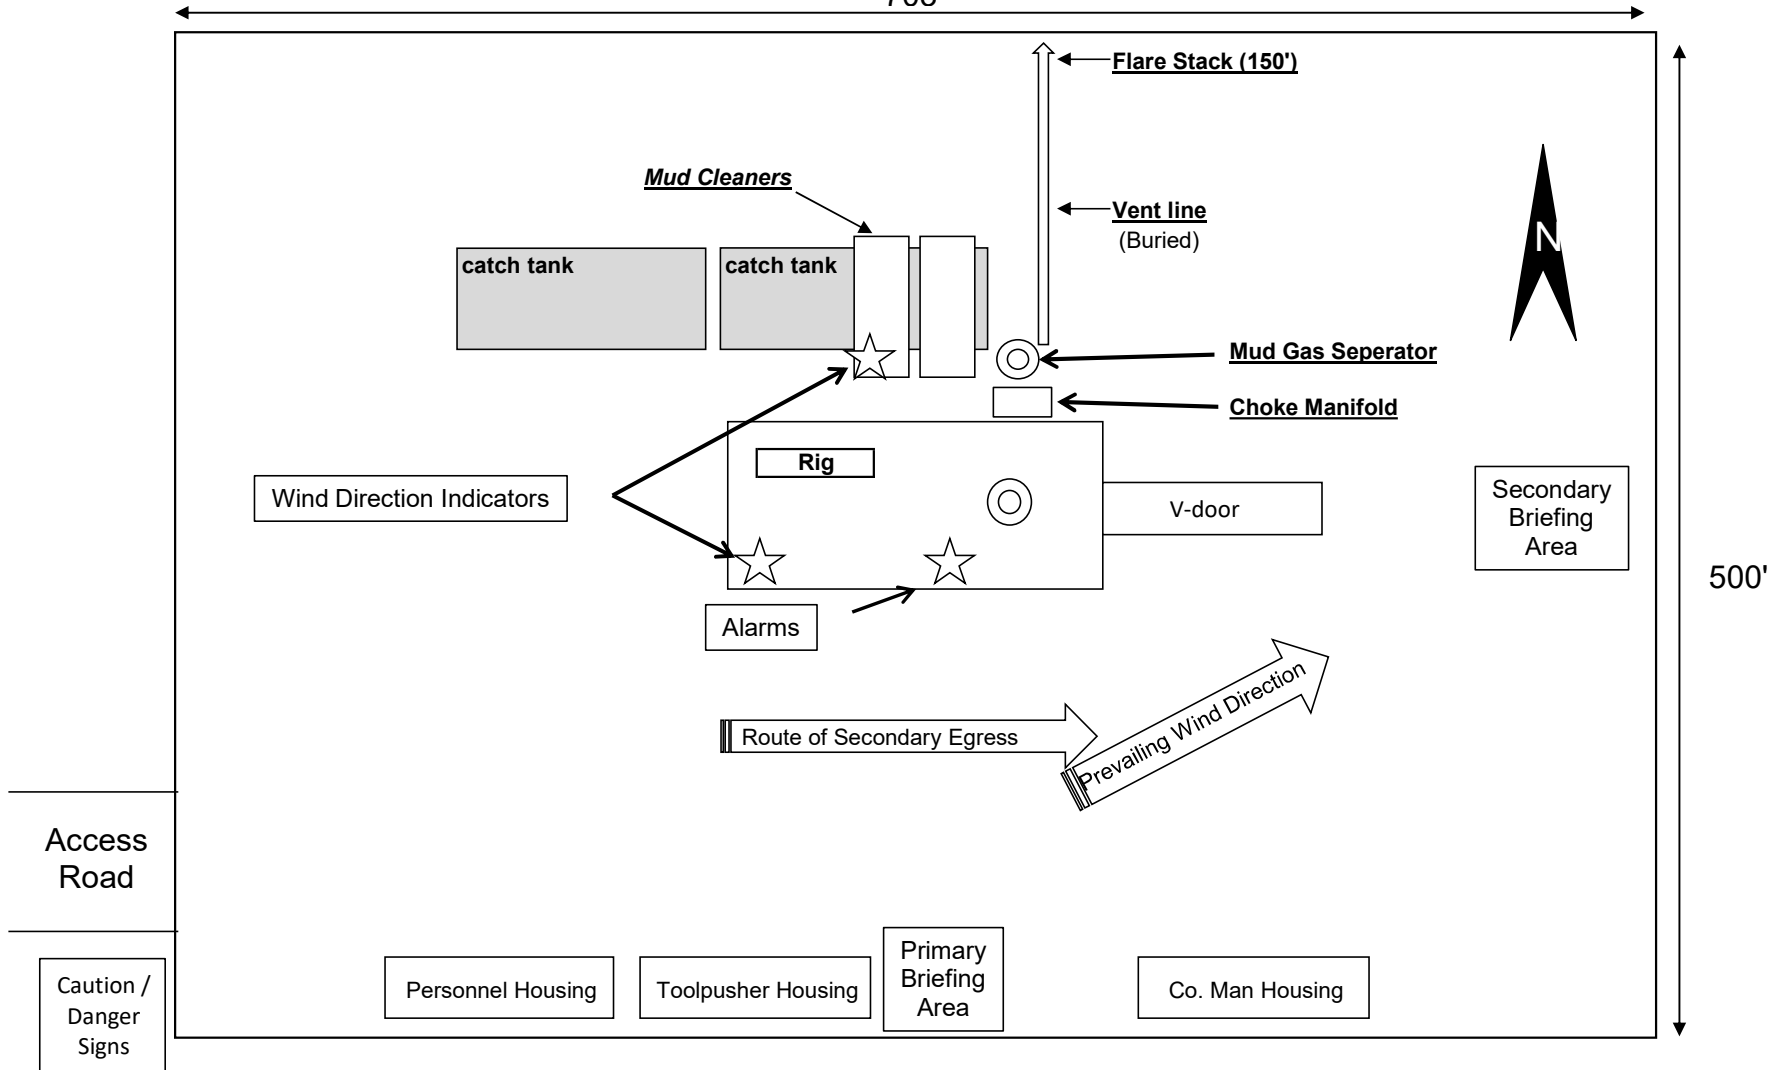 Flare Stack (150')
Mud Cleaners
Vent line
(Buried)
N
catch tank
catch tank
Mud Gas Seperator
Choke Manifold
Rig
Wind Direction Indicators
V-door
Secondary
Briefing
Area
500'
Alarms
Prevailing Wind Direction
Route of Secondary Egress
Access
Road
Primary
Briefing
Area
Personnel Housing
Toolpusher Housing
Co. Man Housing
Caution /
Danger
Signs